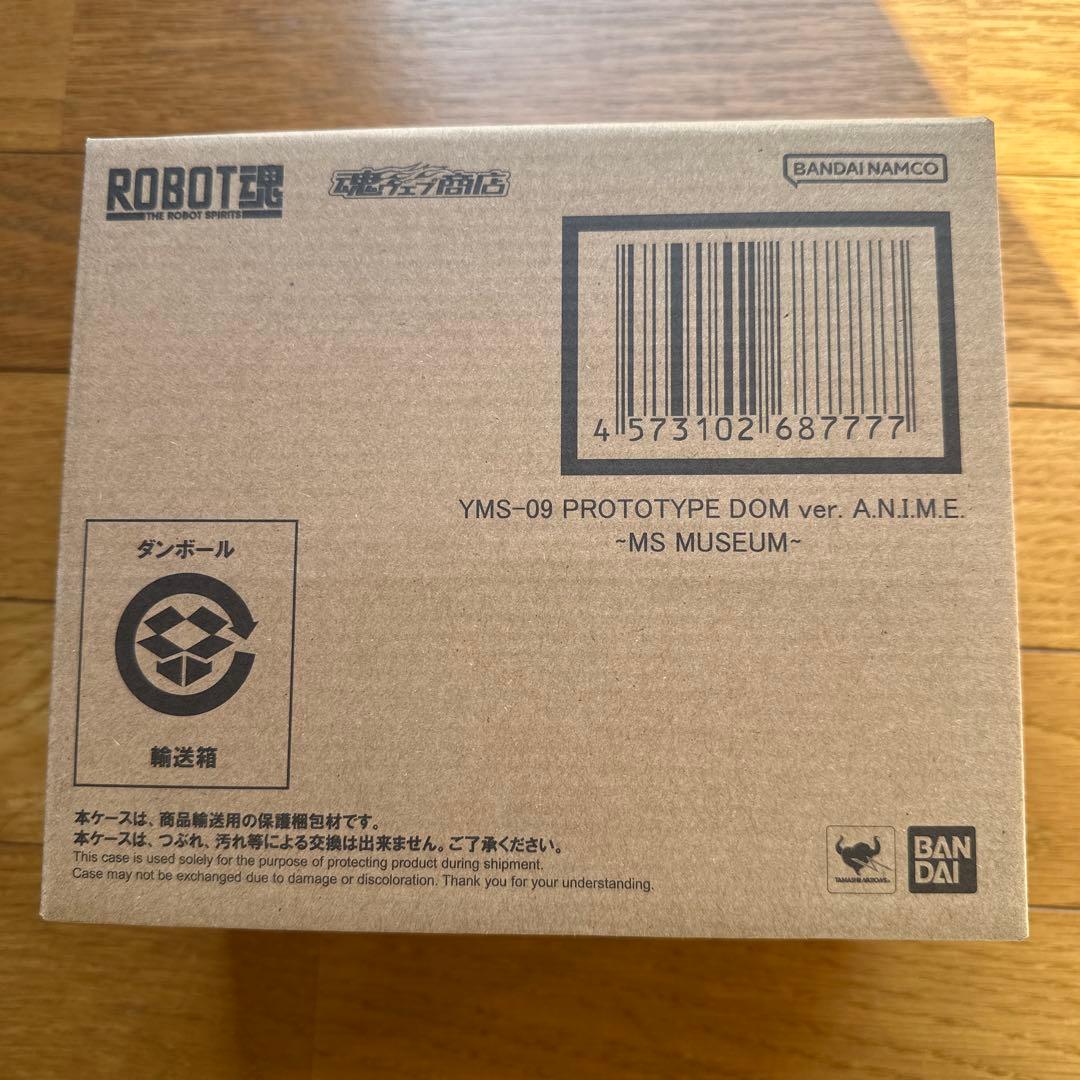 ROBOT魂
THE ROBOT SPIRITS
魂ウェブ商店
BANDAI NAMCO
4 573102 687777
YMS-09 PROTOTYPE DOM ver. A.N.I.M.E.
~MS MUSEUM~
ダンボール
輸送箱
本ケースは、商品輸送用の保護梱包材です。
本ケースは、つぶれ、汚れ等による交換は出来ません。ご了承ください。
This case is used solely for the purpose of protecting product during shipment.
Case may not be exchanged due to damage or discoloration. Thank you for your understanding.
TAMASHII NATIONS
BAN
DAI